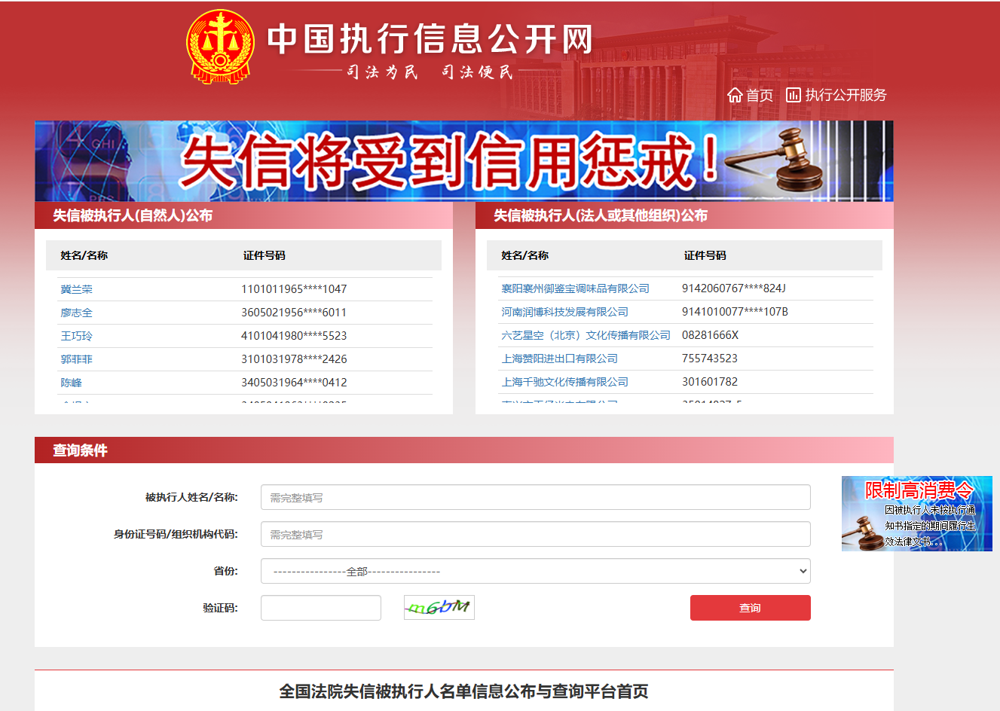 中国执行信息公开网
司法为民 司法便民
首页 执行公开服务
失信将受到信用惩戒！
失信被执行人(自然人)公布
姓名/名称 证件号码
冀兰荣 1101011965****1047
廖志全 3605021956****6011
王巧玲 4101041980****5523
郭菲菲 3101031978****2426
陈峰 3405031964****0412
失信被执行人(法人或其他组织)公布
姓名/名称 证件号码
襄阳襄州御鉴宝调味品有限公司 9142060767****824J
河南润博科技发展有限公司 9141010077****107B
六艺星空（北京）文化传播有限公司 08281666X
上海赞阳进出口有限公司 755743523
上海千驰文化传播有限公司 301601782
查询条件
被执行人姓名/名称: 需完整填写
身份证号码/组织机构代码: 需完整填写
省份: ----------------全部----------------
验证码: m6bM 查询
限制高消费令
因被执行人未按执行通
知书指定的期间履行生
效法律文书...
全国法院失信被执行人名单信息公布与查询平台首页